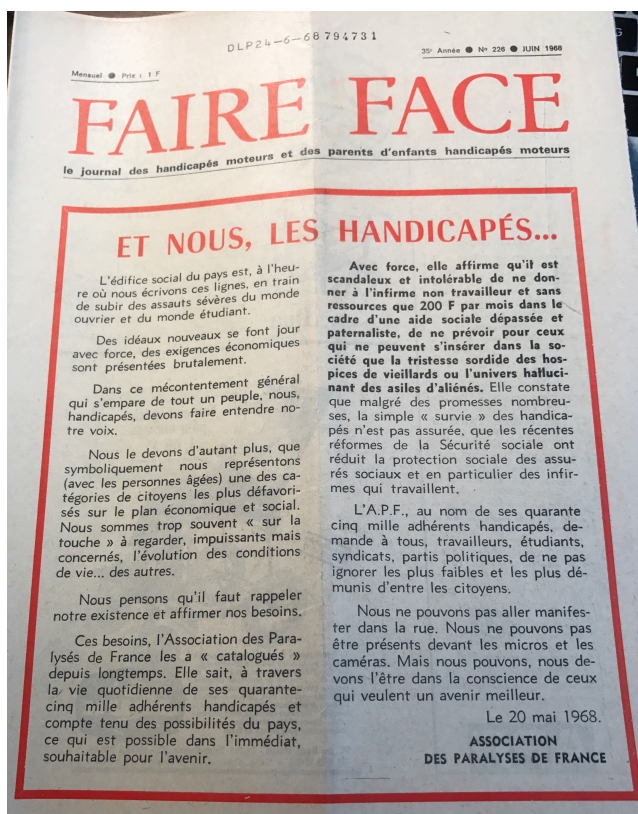 DLP24-6-68794731
Mensuel ● Prix : 1 F
35e Année ● No 226 ● JUIN 1968
FAIRE FACE
le journal des handicapés moteurs et des parents d'enfants handicapés moteurs
ET NOUS, LES HANDICAPÉS...
L'édifice social du pays est, à l'heu-
re où nous écrivons ces lignes, en train
de subir des assauts sévères du monde
ouvrier et du monde étudiant.
Des idéaux nouveaux se font jour
avec force, des exigences économiques
sont présentées brutalement.
Dans ce mécontentement général
qui s'empare de tout un peuple, nous,
handicapés, devons faire entendre no-
tre voix.
Nous le devons d'autant plus, que
symboliquement nous représentons
(avec les personnes âgées) une des ca-
tégories de citoyens les plus défavori-
sés sur le plan économique et social.
Nous sommes trop souvent « sur la
touche » à regarder, impuissants mais
concernés, l'évolution des conditions
de vie... des autres.
Nous pensons qu'il faut rappeler
notre existence et affirmer nos besoins.
Ces besoins, l'Association des Para-
lysés de France les a « catalogués »
depuis longtemps. Elle sait, à travers
la vie quotidienne de ses quarante-
cinq mille adhérents handicapés et
compte tenu des possibilités du pays,
ce qui est possible dans l'immédiat,
souhaitable pour l'avenir.
Avec force, elle affirme qu'il est
scandaleux et intolérable de ne don-
ner à l'infirme non travailleur et sans
ressources que 200 F par mois dans le
cadre d'une aide sociale dépassée et
paternaliste, de ne prévoir pour ceux
qui ne peuvent s'insérer dans la so-
ciété que la tristesse sordide des hos-
pices de vieillards ou l'univers halluci-
nant des asiles d'aliénés. Elle constate
que malgré des promesses nombreu-
ses, la simple « survie » des handica-
pés n'est pas assurée, que les récentes
réformes de la Sécurité sociale ont
réduit la protection sociale des assu-
rés sociaux et en particulier des infir-
mes qui travaillent.
L'A.P.F., au nom de ses quarante
cinq mille adhérents handicapés, de-
mande à tous, travailleurs, étudiants,
syndicats, partis politiques, de ne pas
ignorer les plus faibles et les plus dé-
munis d'entre les citoyens.
Nous ne pouvons pas aller manifes-
ter dans la rue. Nous ne pouvons pas
être présents devant les micros et les
caméras. Mais nous pouvons, nous de-
vons l'être dans la conscience de ceux
qui veulent un avenir meilleur.
Le 20 mai 1968.
ASSOCIATION
DES PARALYSES DE FRANCE